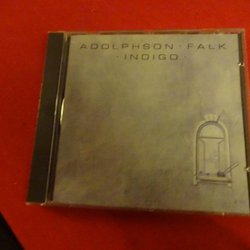 ADOLPHSON · FALK
· INDIGO ·